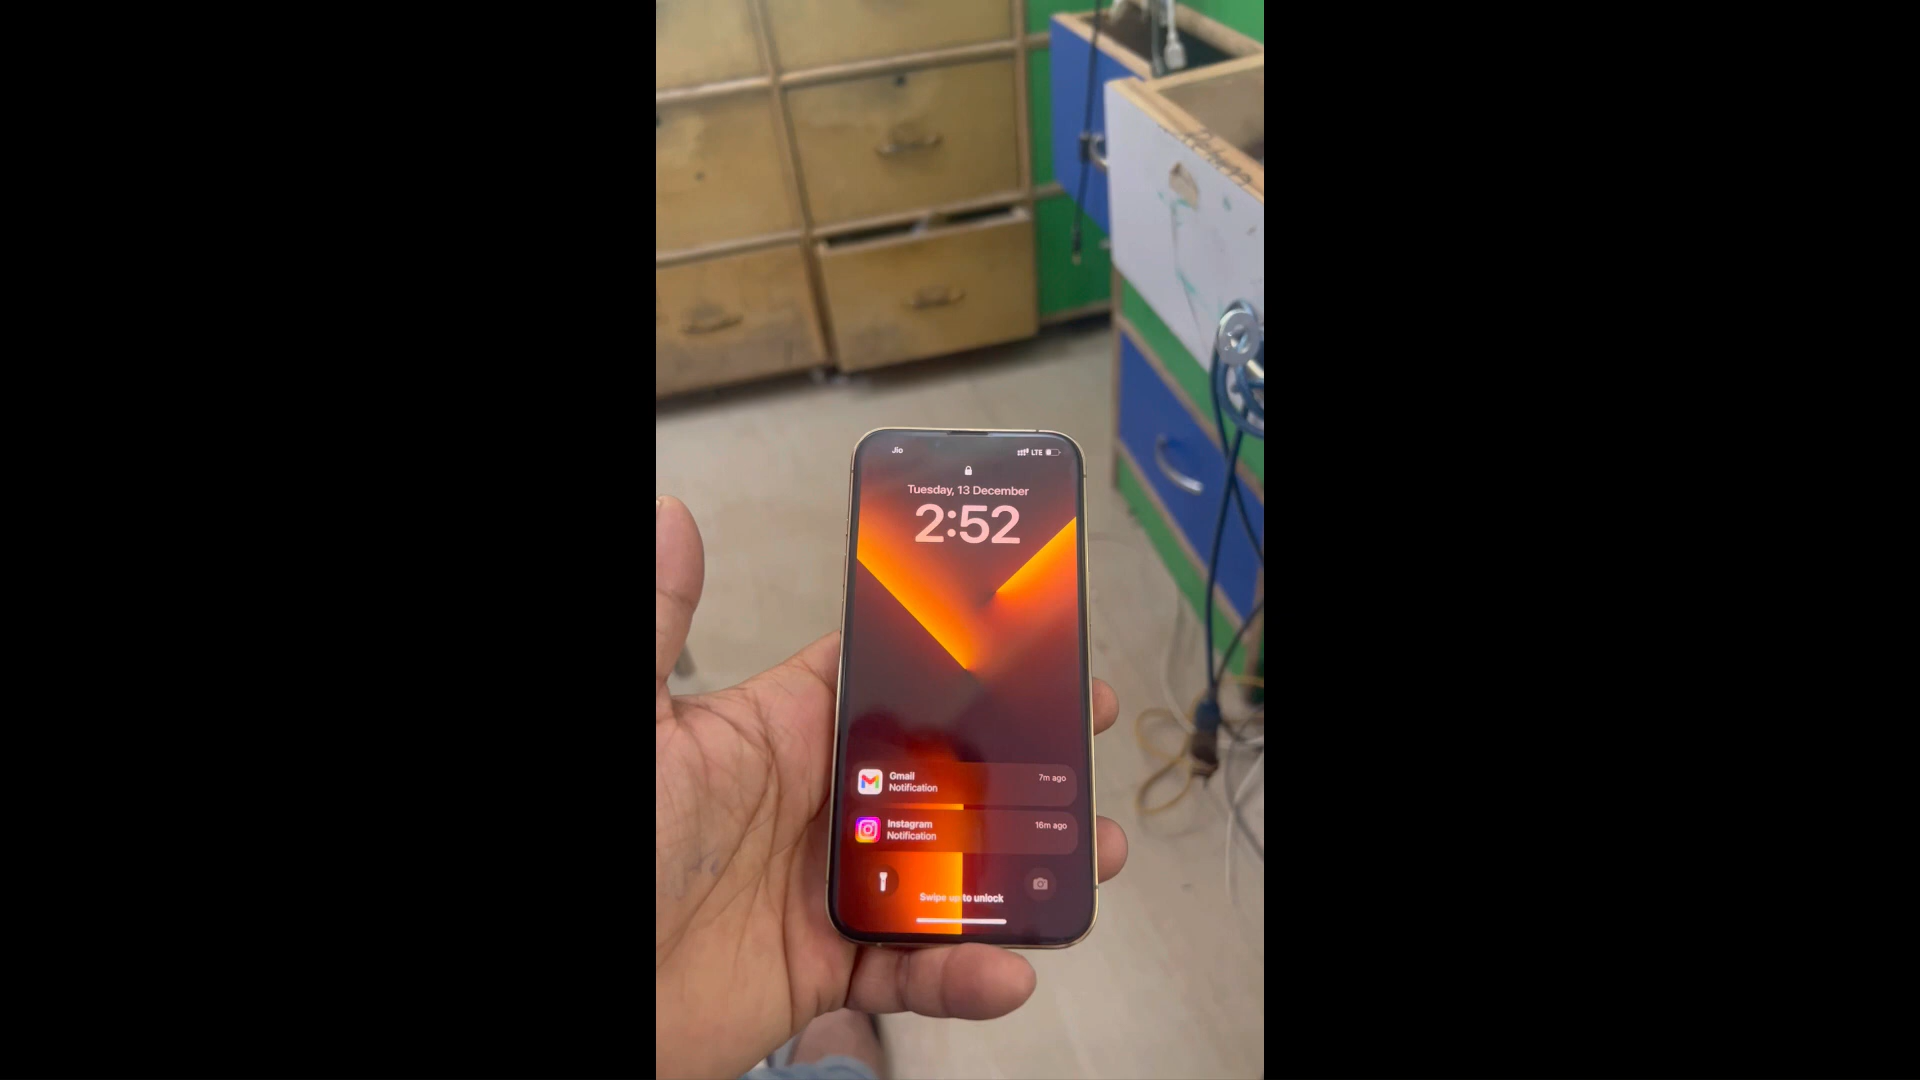 Jio
LTE
Tuesday, 13 December
2:52
Gmail
7m ago
Notification
Instagram
16m ago
Notification
Swipe up to unlock